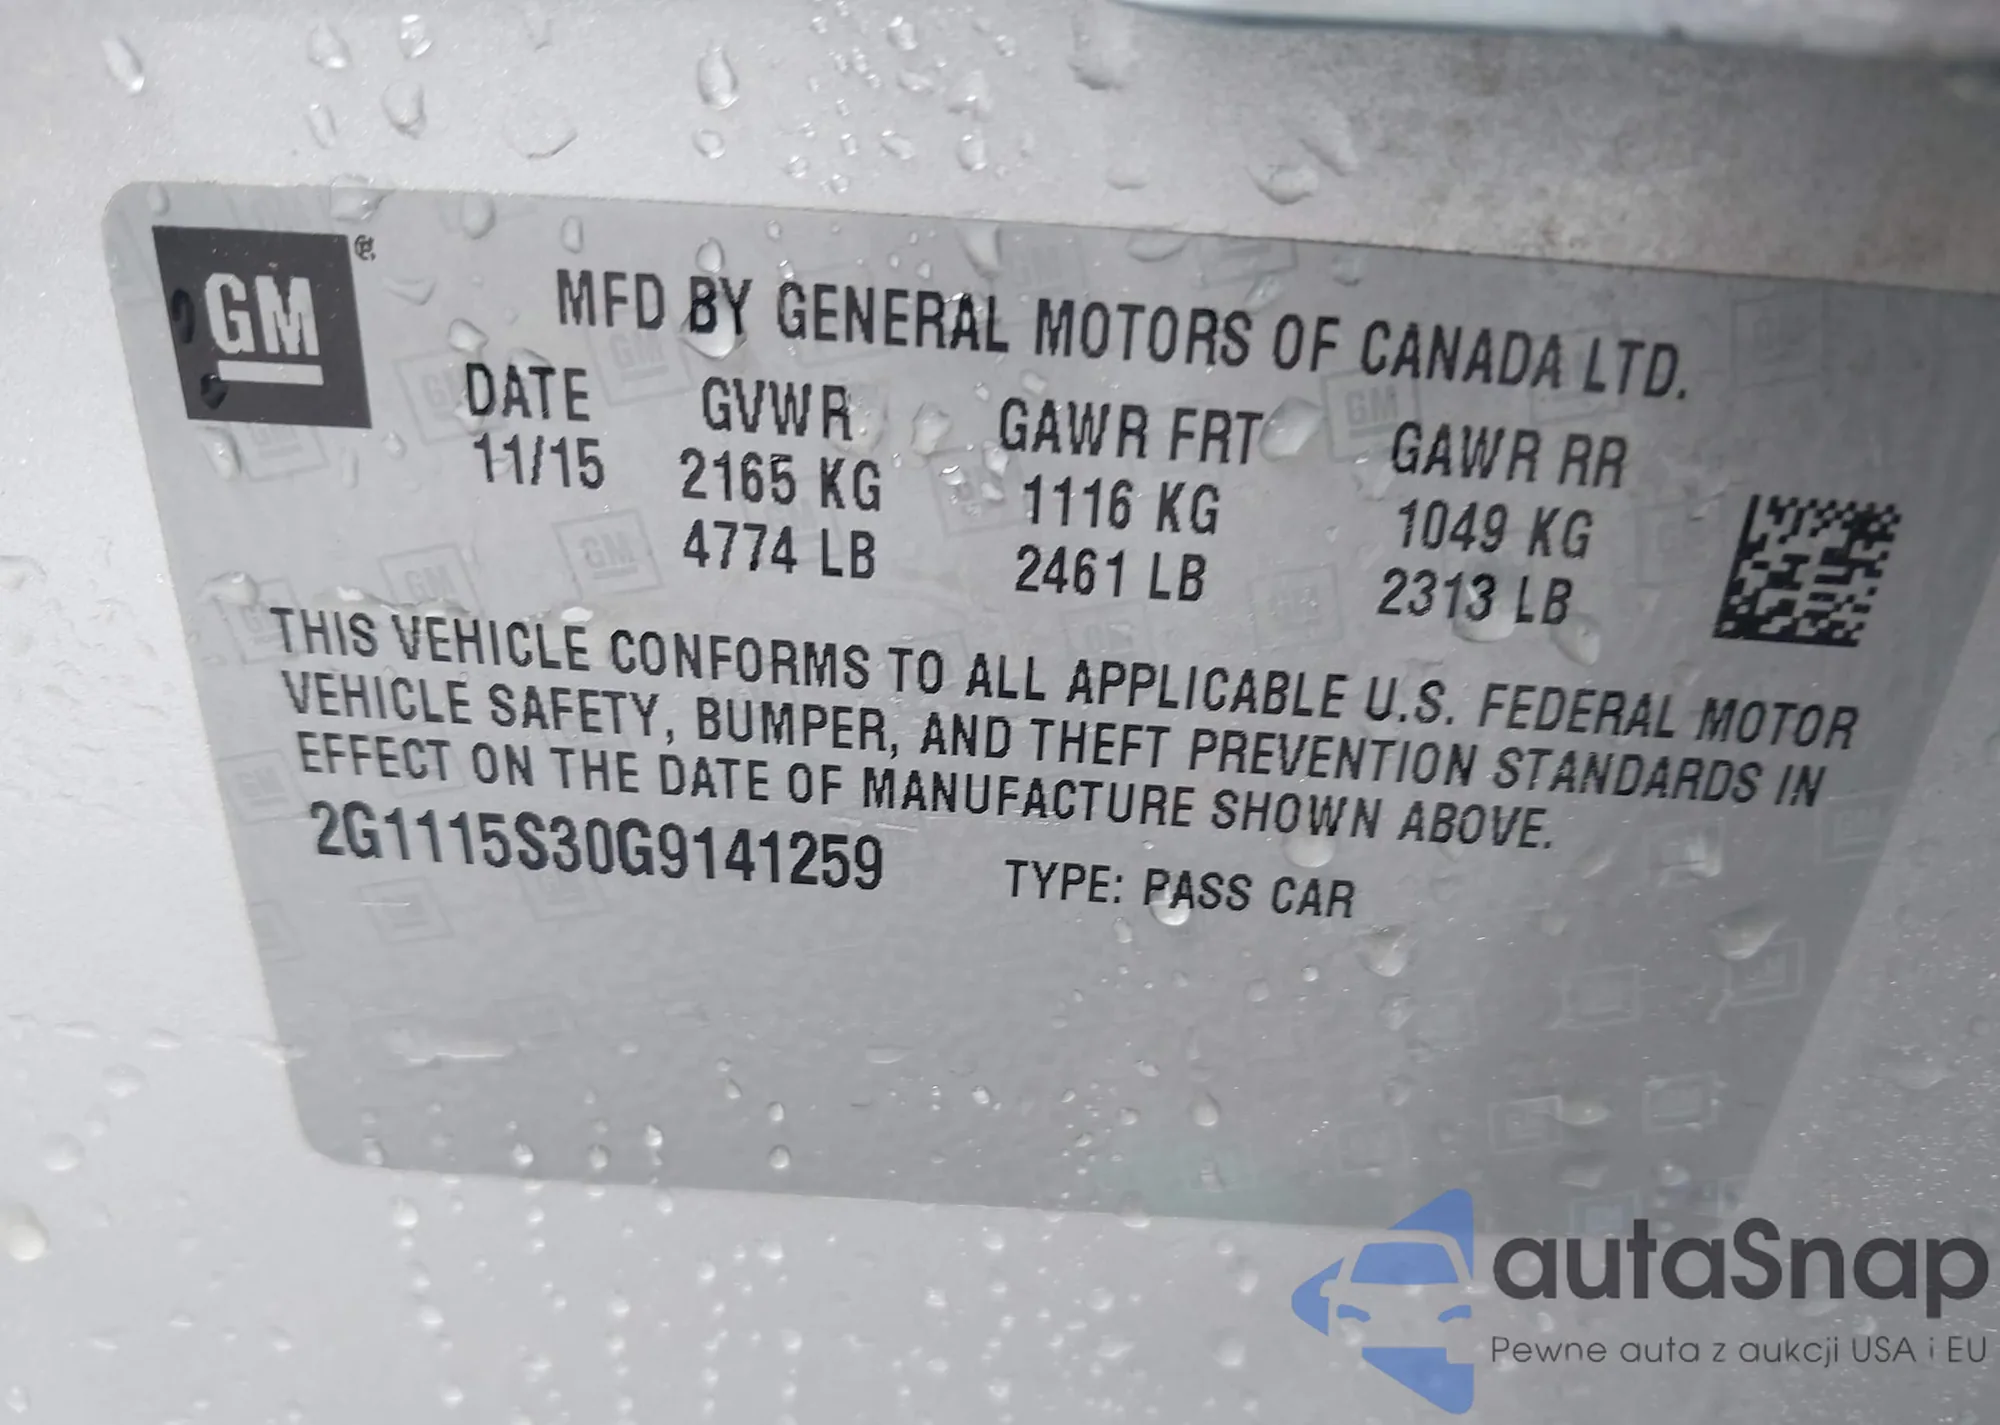 GM
MFD BY GENERAL MOTORS OF CANADA LTD.
DATE GVWR GAWR FRT GAWR RR
11/15 2165 KG 1116 KG 1049 KG
4774 LB 2461 LB 2313 LB
THIS VEHICLE CONFORMS TO ALL APPLICABLE U.S. FEDERAL MOTOR
VEHICLE SAFETY, BUMPER, AND THEFT PREVENTION STANDARDS IN
EFFECT ON THE DATE OF MANUFACTURE SHOWN ABOVE.
2G1115S30G9141259 TYPE: PASS CAR
autaSnap
Pewne auta z aukcji USA i EU